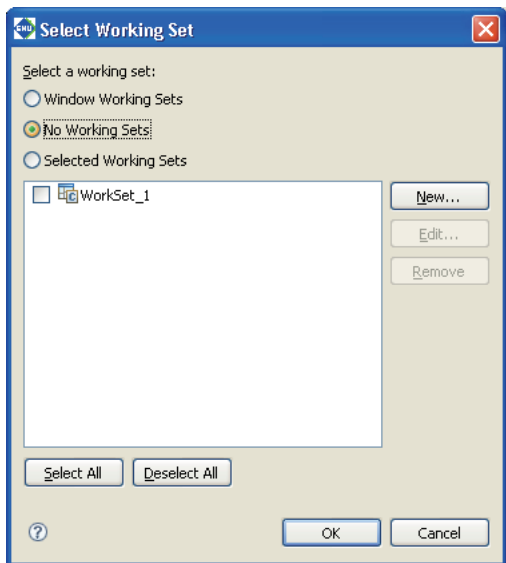 GNU Select Working Set
Select a working set:
Window Working Sets
No Working Sets
Selected Working Sets
WorkSet_1
New...
Edit...
Remove
Select All Deselect All
? OK Cancel